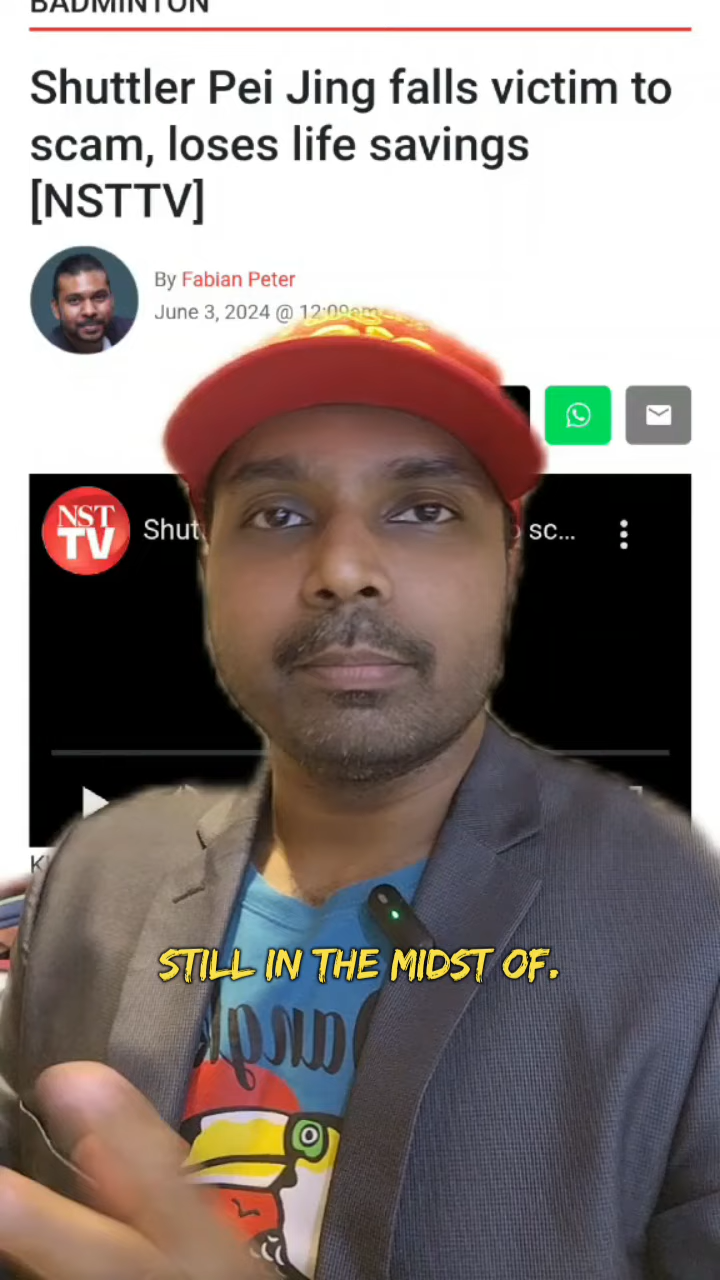 BADMINTON
Shuttler Pei Jing falls victim to
scam, loses life savings
[NSTTV]
By Fabian Peter
June 3, 2024 @ 12:09am
NST
TV
Shut
sc...
STILL IN THE MIDST OF.